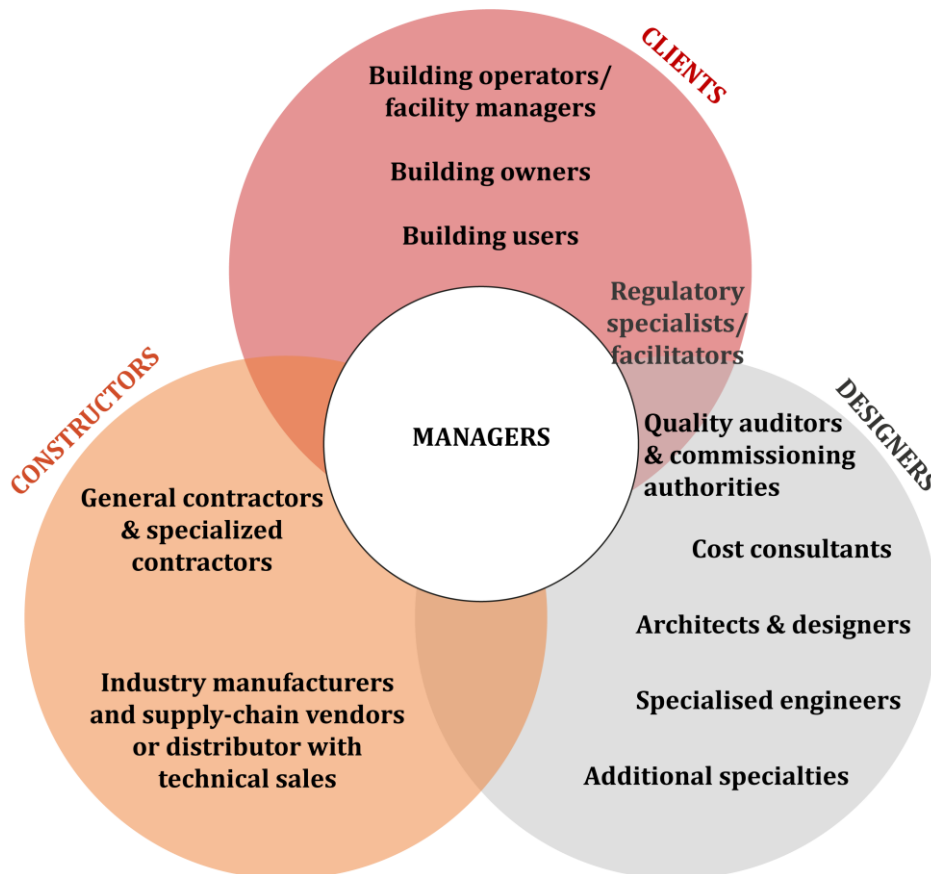 CLIENTS
Building operators/
facility managers
Building owners
Building users
Regulatory
specialists/
facilitators
CONSTRUCTORS
DESIGNERS
MANAGERS
Quality auditors
& commissioning
authorities
General contractors
& specialized
contractors
Cost consultants
Architects & designers
Industry manufacturers
and supply-chain vendors
or distributor with
technical sales
Specialised engineers
Additional specialties